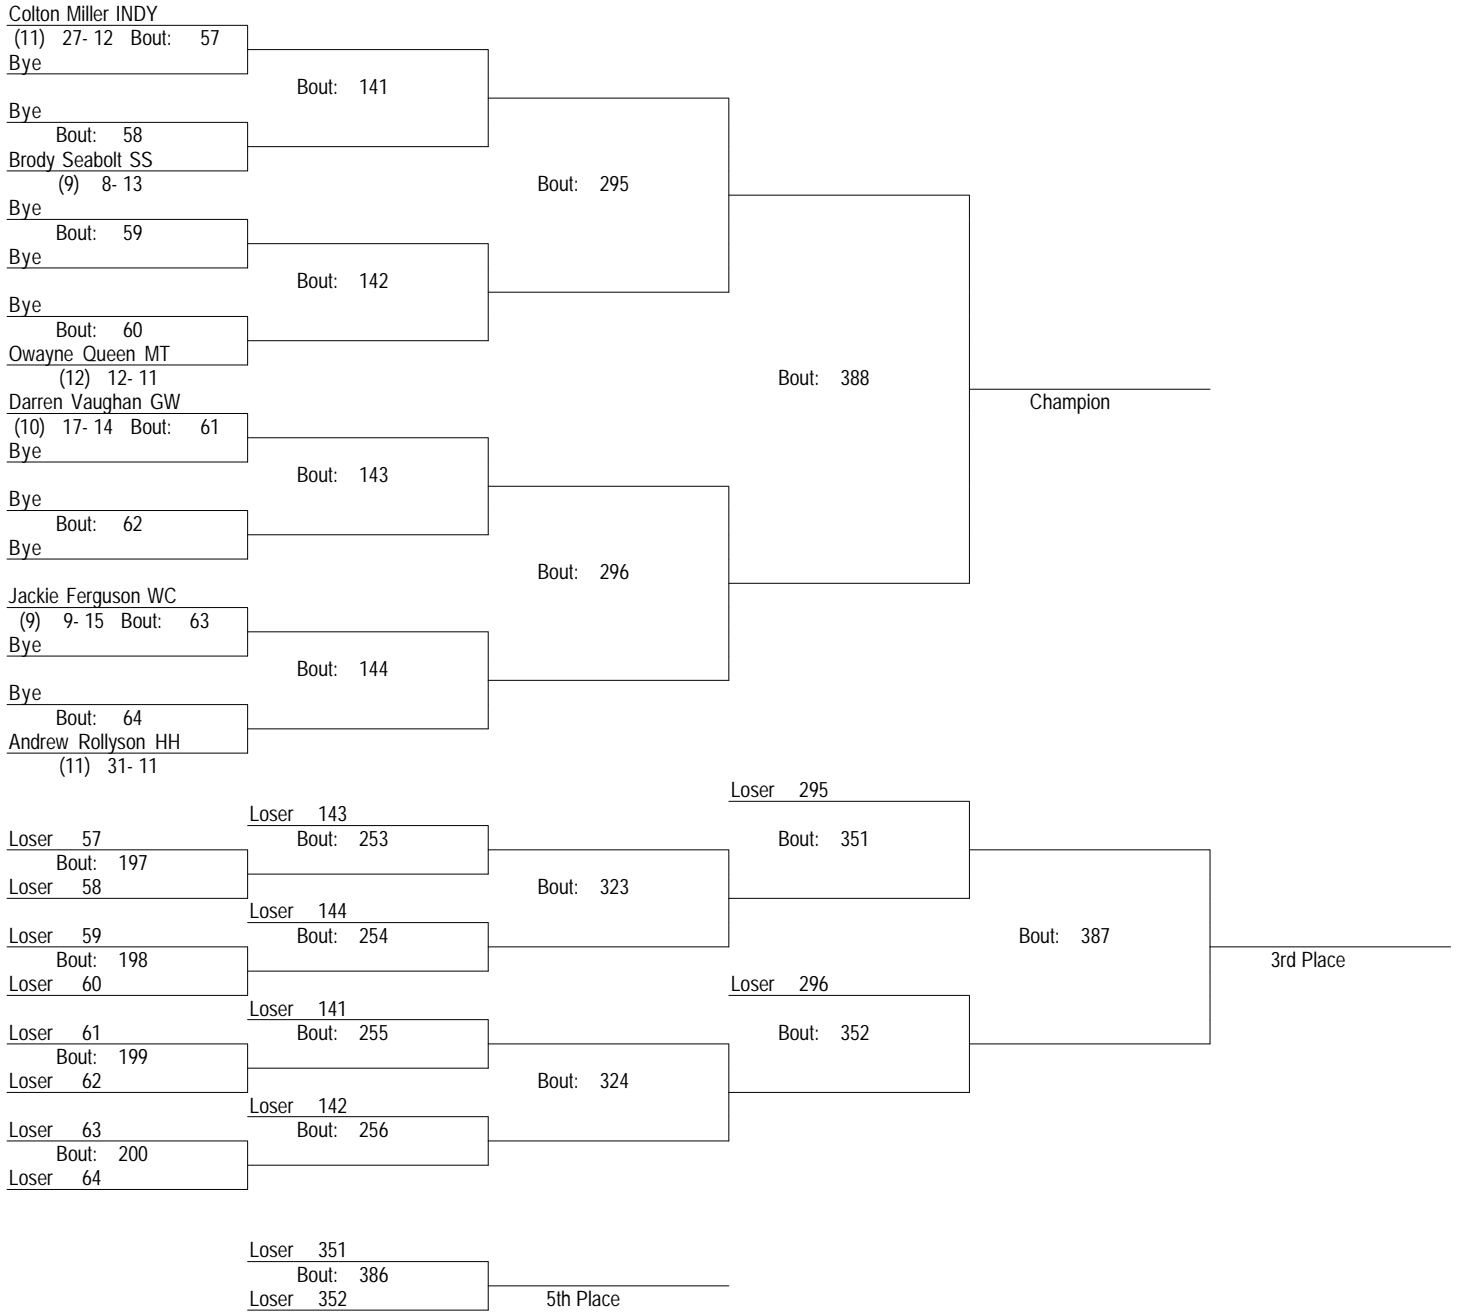 Colton Miller INDY
(11) 27- 12 Bout: 57
Bye
Bout: 141
Bye
Bout: 58
Brody Seabolt SS
(9) 8- 13
Bout: 295
Bye
Bout: 59
Bye
Bout: 142
Bye
Bout: 60
Owayne Queen MT
(12) 12- 11
Bout: 388
Champion
Darren Vaughan GW
(10) 17- 14 Bout: 61
Bye
Bout: 143
Bye
Bout: 62
Bye
Bout: 296
Jackie Ferguson WC
(9) 9- 15 Bout: 63
Bye
Bout: 144
Bye
Bout: 64
Andrew Rollyson HH
(11) 31- 11
Loser 295
Loser 143
Loser 57
Bout: 253
Bout: 351
Bout: 197
Loser 58
Bout: 323
Loser 144
Loser 59
Bout: 254
Bout: 387
Bout: 198
3rd Place
Loser 60
Loser 296
Loser 141
Loser 61
Bout: 255
Bout: 352
Bout: 199
Loser 62
Bout: 324
Loser 142
Loser 63
Bout: 256
Bout: 200
Loser 64
Loser 351
Bout: 386
Loser 352
5th Place